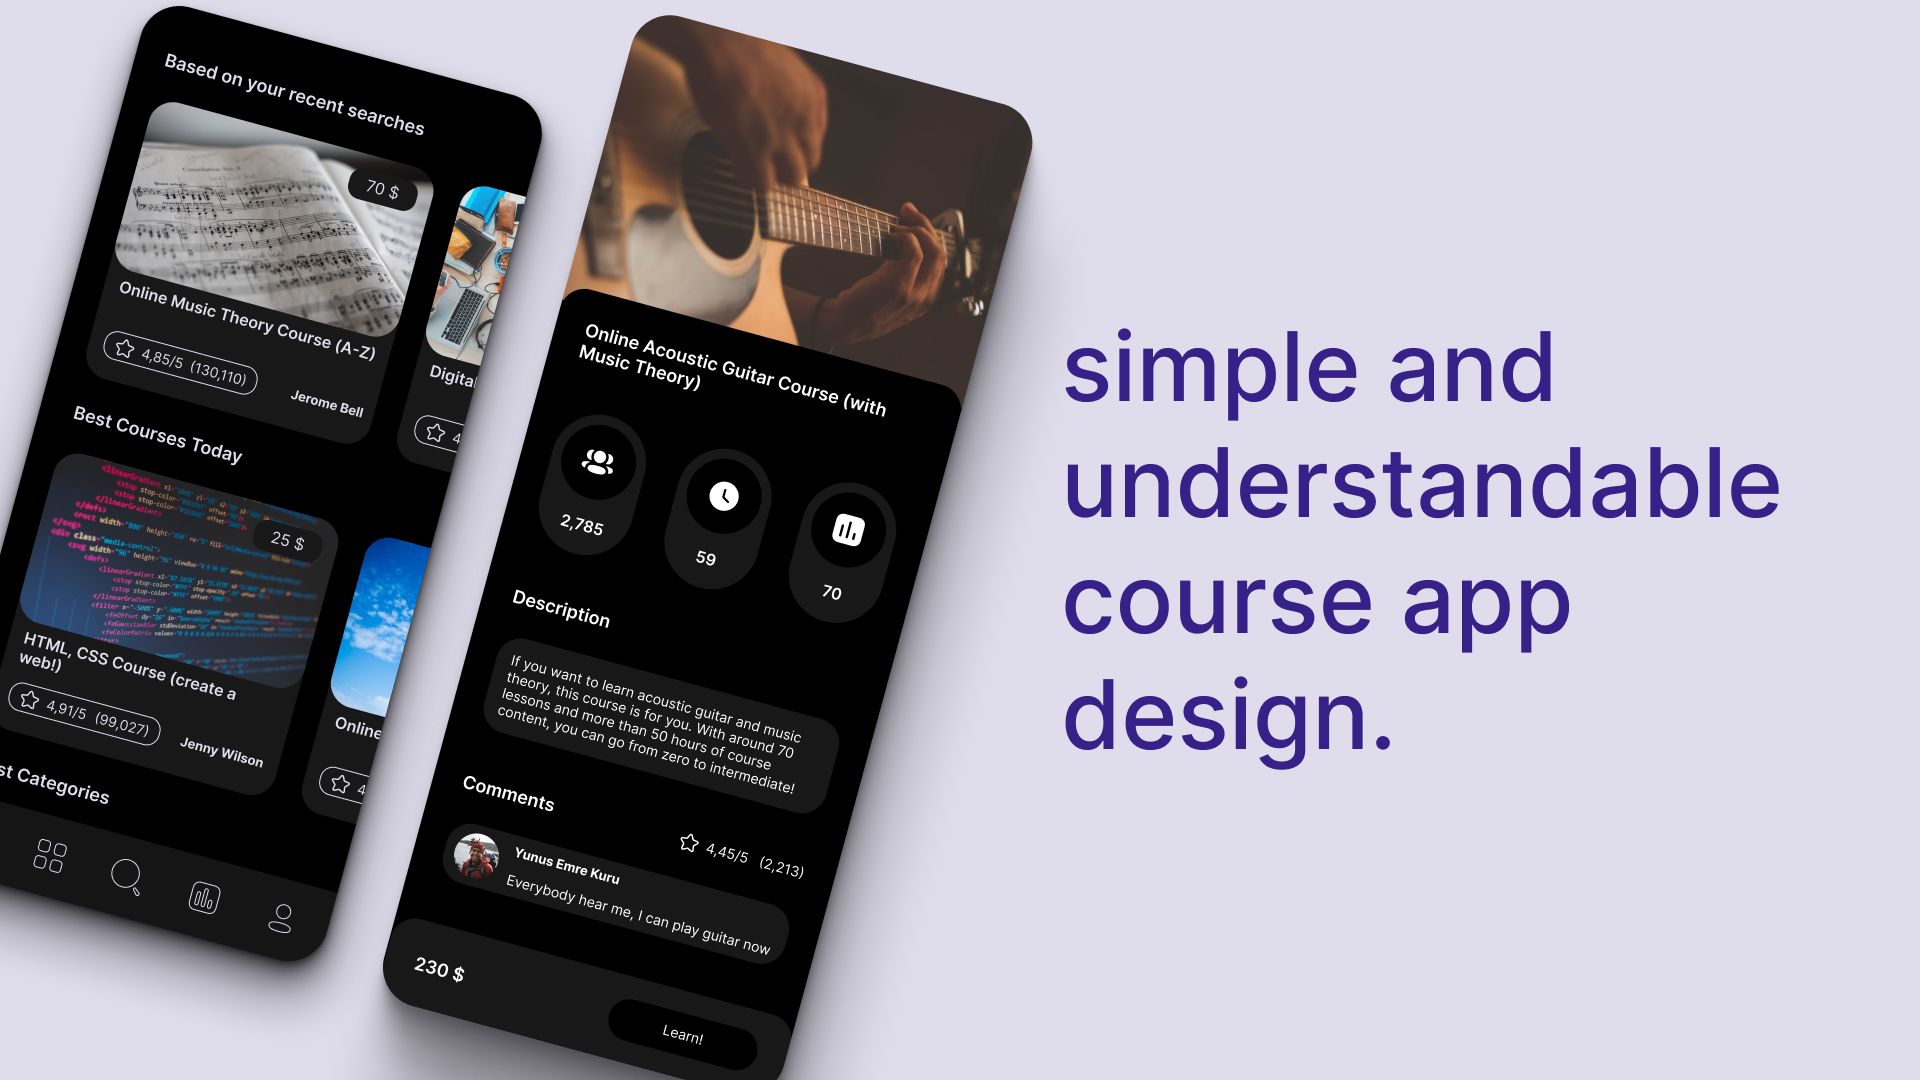 Based on your recent searches
70 $
Online Music Theory Course (A-Z)
4,85/5 (130,110)
Jerome Bell
Digital
4
Best Courses Today
25 $
HTML, CSS Course (create a
web!)
4,91/5 (99,027)
Jenny Wilson
Online
4
st Categories
Online Acoustic Guitar Course (with
Music Theory)
2,785
59
70
Description
If you want to learn acoustic guitar and music
theory, this course is for you. With around 70
lessons and more than 50 hours of course
content, you can go from zero to intermediate!
Comments
4,45/5 (2,213)
Yunus Emre Kuru
Everybody hear me, I can play guitar now
230 $
Learn!
simple and
understandable
course app
design.